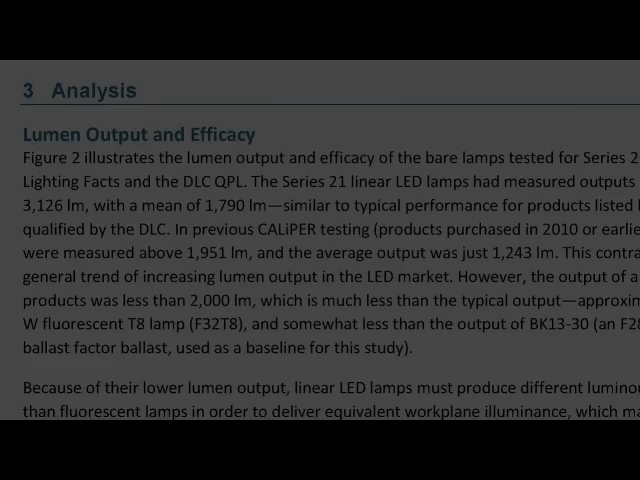 3 Analysis
Lumen Output and Efficacy
Figure 2 illustrates the lumen output and efficacy of the bare lamps tested for Series 2
Lighting Facts and the DLC QPL. The Series 21 linear LED lamps had measured outputs
3,126 lm, with a mean of 1,790 lm—similar to typical performance for products listed
qualified by the DLC. In previous CALiPER testing (products purchased in 2010 or earlie
were measured above 1,951 lm, and the average output was just 1,243 lm. This contra
general trend of increasing lumen output in the LED market. However, the output of a
products was less than 2,000 lm, which is much less than the typical output—approxim
W fluorescent T8 lamp (F32T8), and somewhat less than the output of BK13-30 (an F28
ballast factor ballast, used as a baseline for this study).
Because of their lower lumen output, linear LED lamps must produce different luminou
than fluorescent lamps in order to deliver equivalent workplane illuminance, which ma